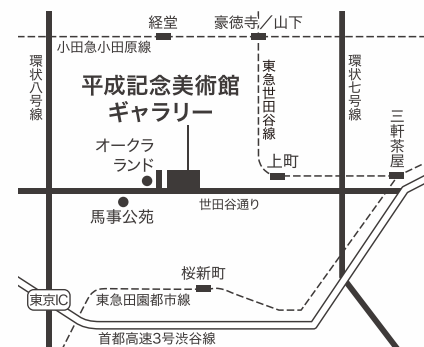 経堂
豪徳寺／山下
小田急小田原線
環状八号線
平成記念美術館
ギャラリー
東急世田谷線
環状七号線
三軒茶屋
オークラ
ランド
上町
世田谷通り
馬事公苑
桜新町
東京IC
東急田園都市線
首都高速3号渋谷線